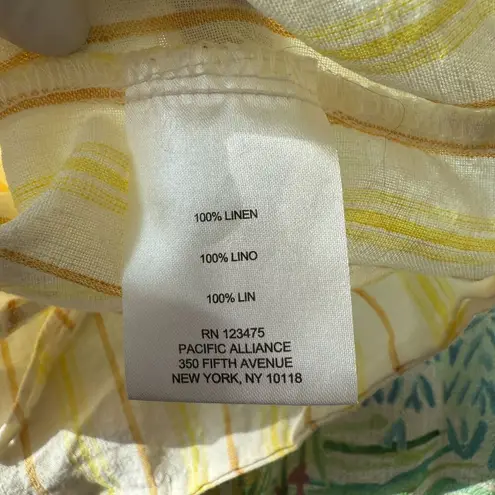 100% LINEN
100% LINO
100% LIN
RN 123475
PACIFIC ALLIANCE
350 FIFTH AVENUE
NEW YORK, NY 10118